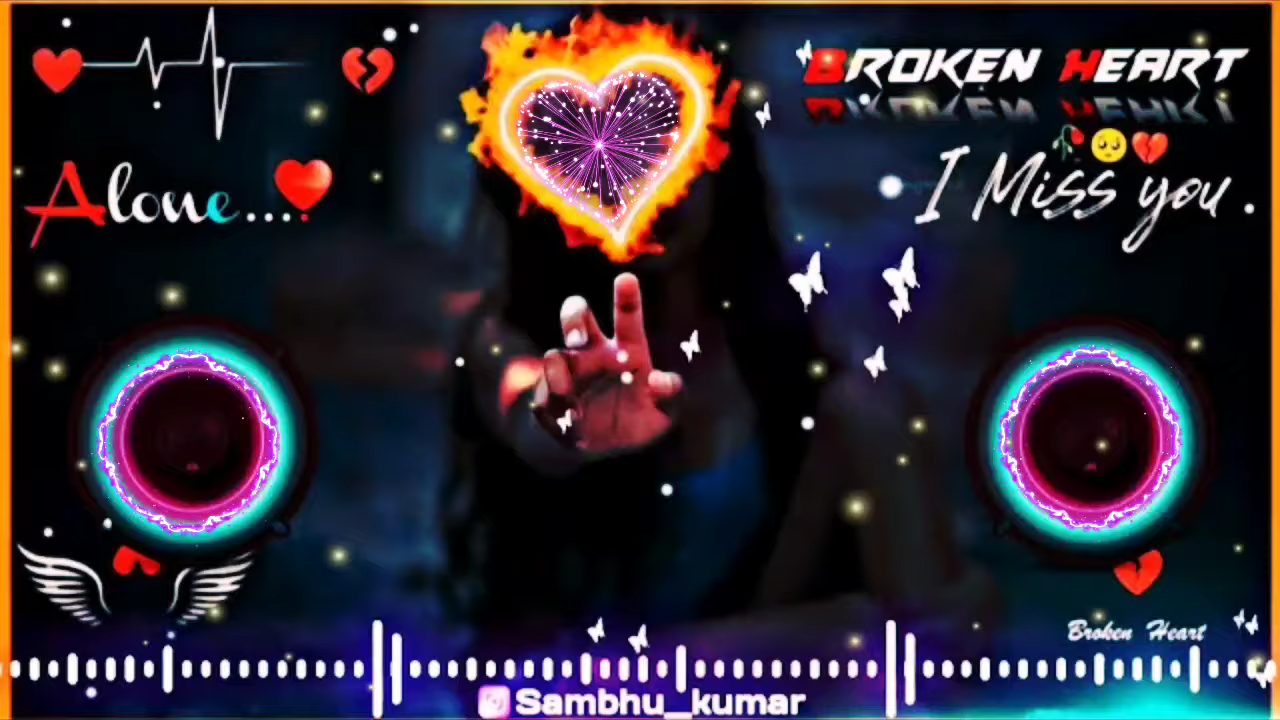 BROKEN HEART
Alone....
I Miss you.
Broken Heart
Sambhu_kumar